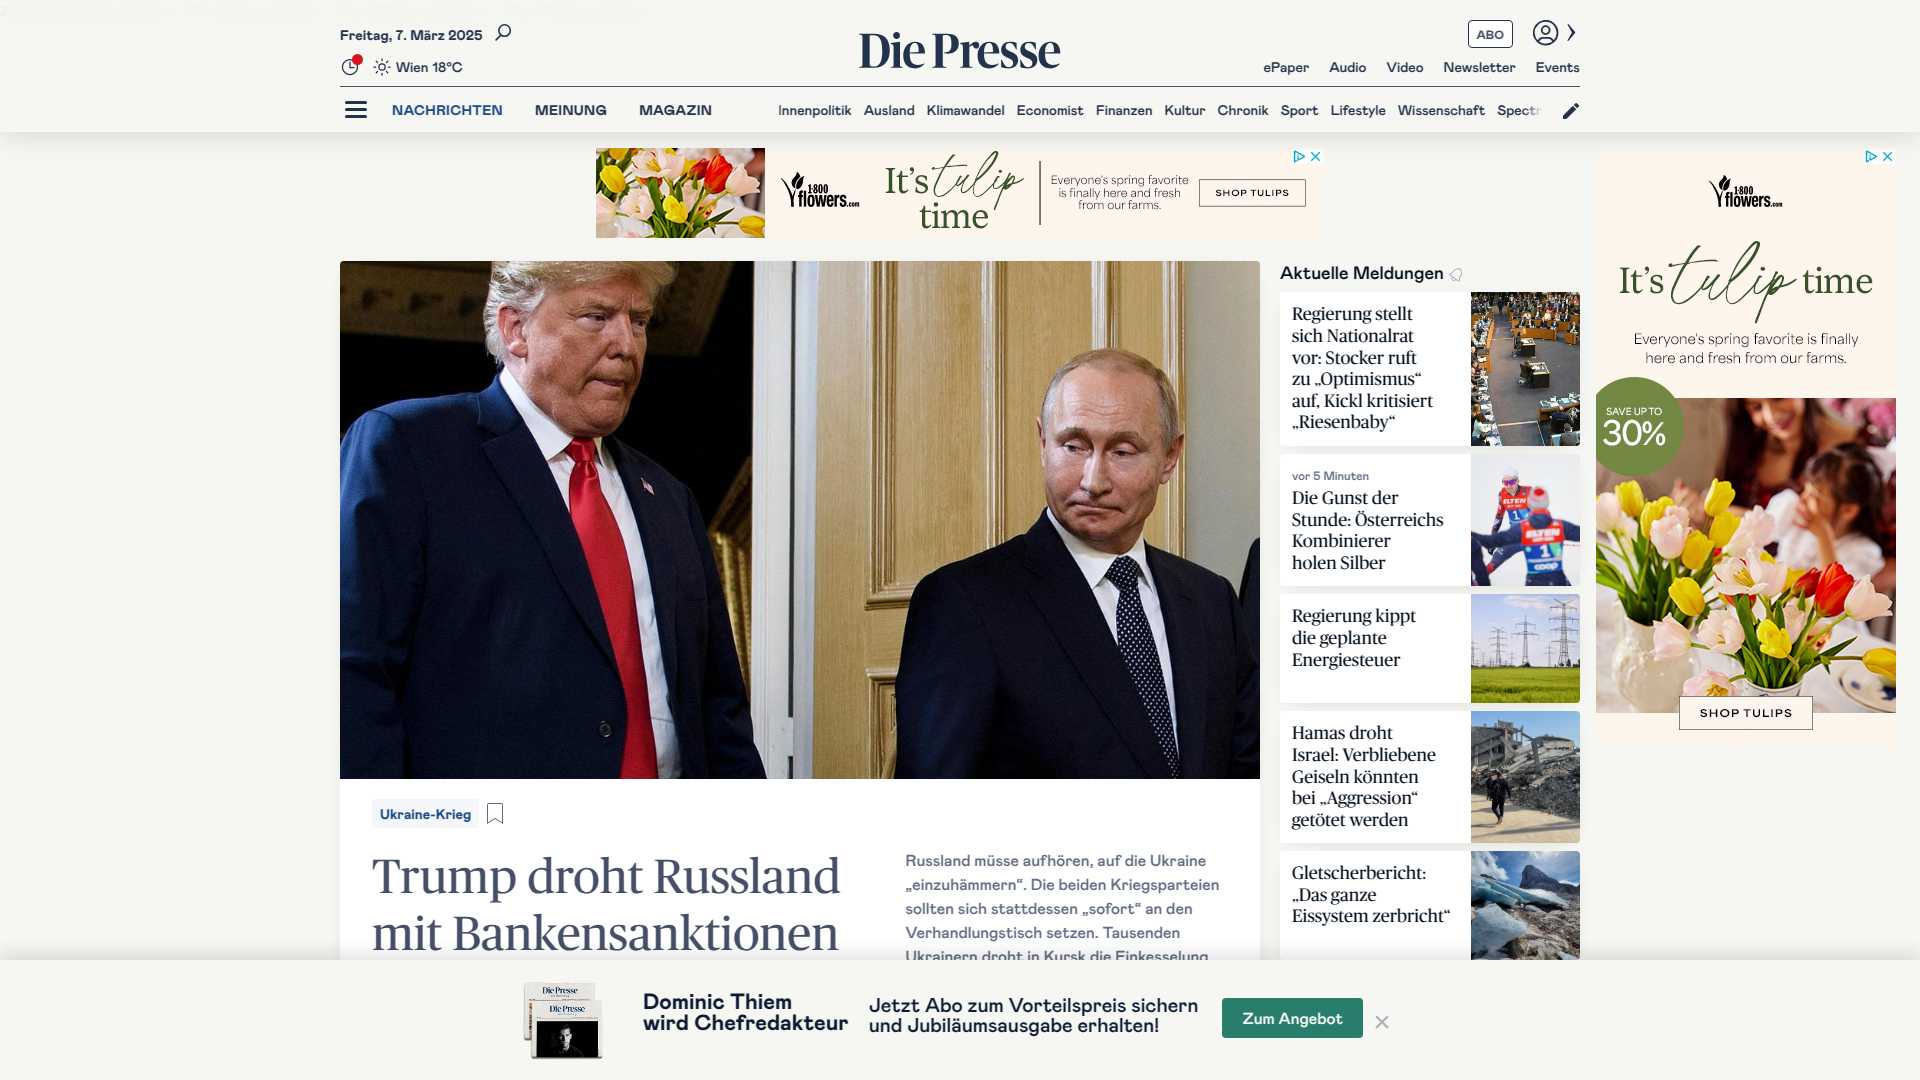 Freitag, 7. März 2025
Wien 18°C
Die Presse
ABO
ePaper Audio Video Newsletter Events
NACHRICHTEN MEINUNG MAGAZIN
Innenpolitik Ausland Klimawandel Economist Finanzen Kultur Chronik Sport Lifestyle Wissenschaft Spectr
1-800 flowers.com
It's tulip time
Everyone's spring favorite
is finally here and fresh
from our farms.
SHOP TULIPS
Aktuelle Meldungen
Regierung stellt
sich Nationalrat
vor: Stocker ruft
zu „Optimismus“
auf, Kickl kritisiert
„Riesenbaby“
vor 5 Minuten
Die Gunst der
Stunde: Österreichs
Kombinierer
holen Silber
Regierung kippt
die geplante
Energiesteuer
Hamas droht
Israel: Verbliebene
Geiseln könnten
bei „Aggression“
getötet werden
Gletscherbericht:
„Das ganze
Eissystem zerbricht“
1-800
flowers.com
It's tulip time
Everyone's spring favorite is finally
here and fresh from our farms.
SAVE UP TO
30%
SHOP TULIPS
Ukraine-Krieg
Trump droht Russland
mit Bankensanktionen
Russland müsse aufhören, auf die Ukraine
„einzuhämmern“. Die beiden Kriegsparteien
sollten sich stattdessen „sofort“ an den
Verhandlungstisch setzen. Tausenden
Ukrainern droht in Kursk die Einkesselung
Die Presse
Die Presse
Dominic Thiem
wird Chefredakteur
Jetzt Abo zum Vorteilspreis sichern
und Jubiläumsausgabe erhalten!
Zum Angebot